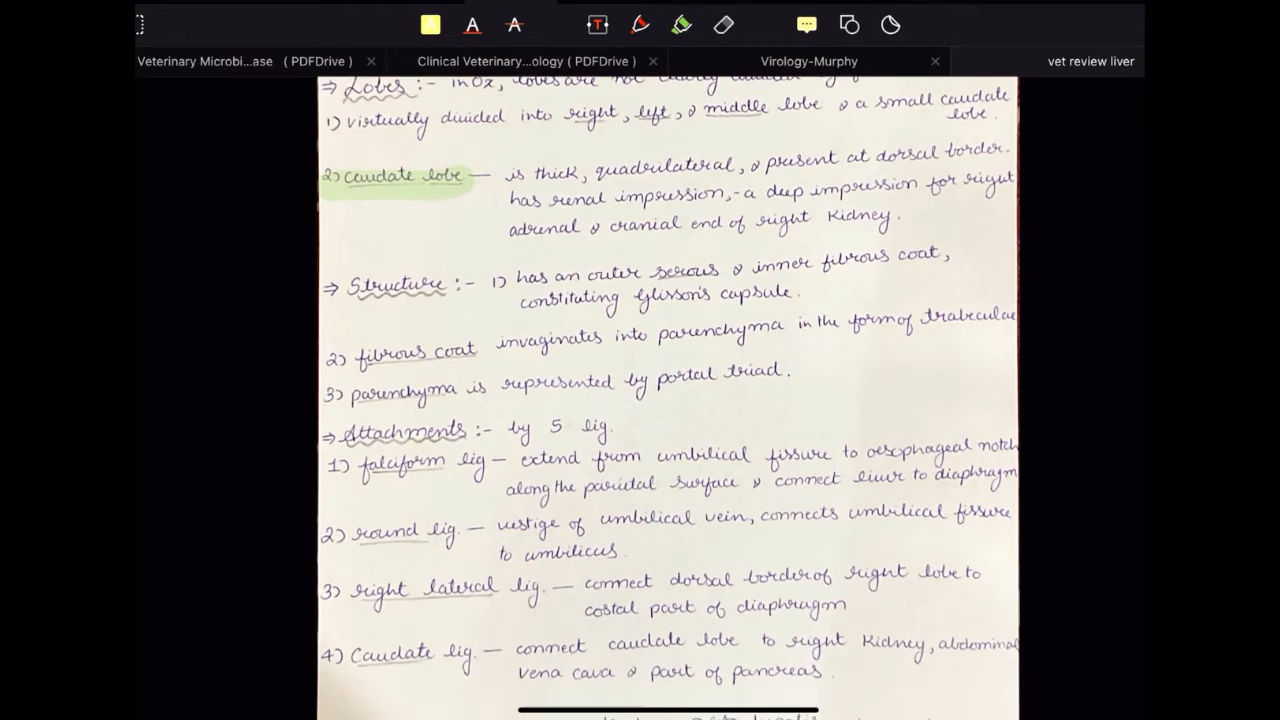 A A A T
Veterinary Microbi...ase (PDFDrive) × Clinical Veterinary...ology (PDFDrive) × Virology-Murphy × vet review liver
⇒ Lobes :- in Ox, lobes are not clearly
1) virtually divided into right, left, & middle lobe & a small caudate
lobe.
2) caudate lobe — is thick, quadrilateral, & present at dorsal border.
has renal impression, - a deep impression for right
adrenal & cranial end of right Kidney.
⇒ Structure :- 1) has an outer serous & inner fibrous coat,
constituting Glisson's capsule.
2) fibrous coat invaginates into parenchyma in the form of trabeculae
3) parenchyma is represented by portal triad.
⇒ Attachments :- by 5 lig.
1) falciform lig — extend from umbilical fissure to oesophageal notch
along the parietal surface & connect liver to diaphragm
2) round lig. — vestige of umbilical vein, connects umbilical fissure
to umbilicus.
3) right lateral lig. — connect dorsal border of right lobe to
costal part of diaphragm
4) Caudate lig. — connect caudate lobe to right Kidney, abdominal
vena cava & part of pancreas.